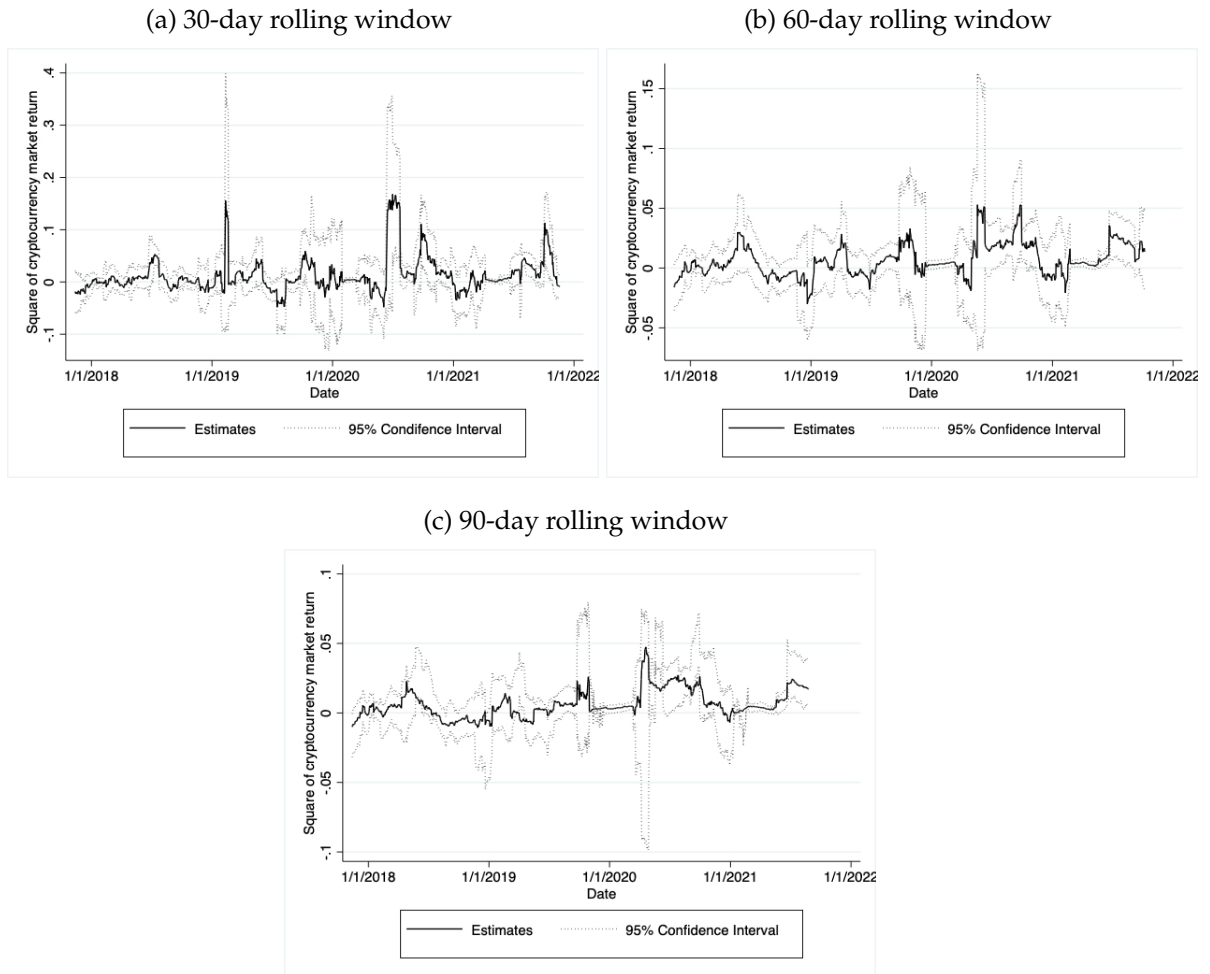 (a) 30-day rolling window
Square of cryptocurrency market return
.4
.3
.2
.1
0
-.1
1/1/2018 1/1/2019 1/1/2020 1/1/2021 1/1/2022
Date
Estimates 95% Condifence Interval
(b) 60-day rolling window
Square of cryptocurrency market return
.15
.1
.05
0
-.05
1/1/2018 1/1/2019 1/1/2020 1/1/2021 1/1/2022
Date
Estimates 95% Confidence Interval
(c) 90-day rolling window
Square of cryptocurrency market return
.1
.05
0
-.05
-.1
1/1/2018 1/1/2019 1/1/2020 1/1/2021 1/1/2022
Date
Estimates 95% Confidence Interval